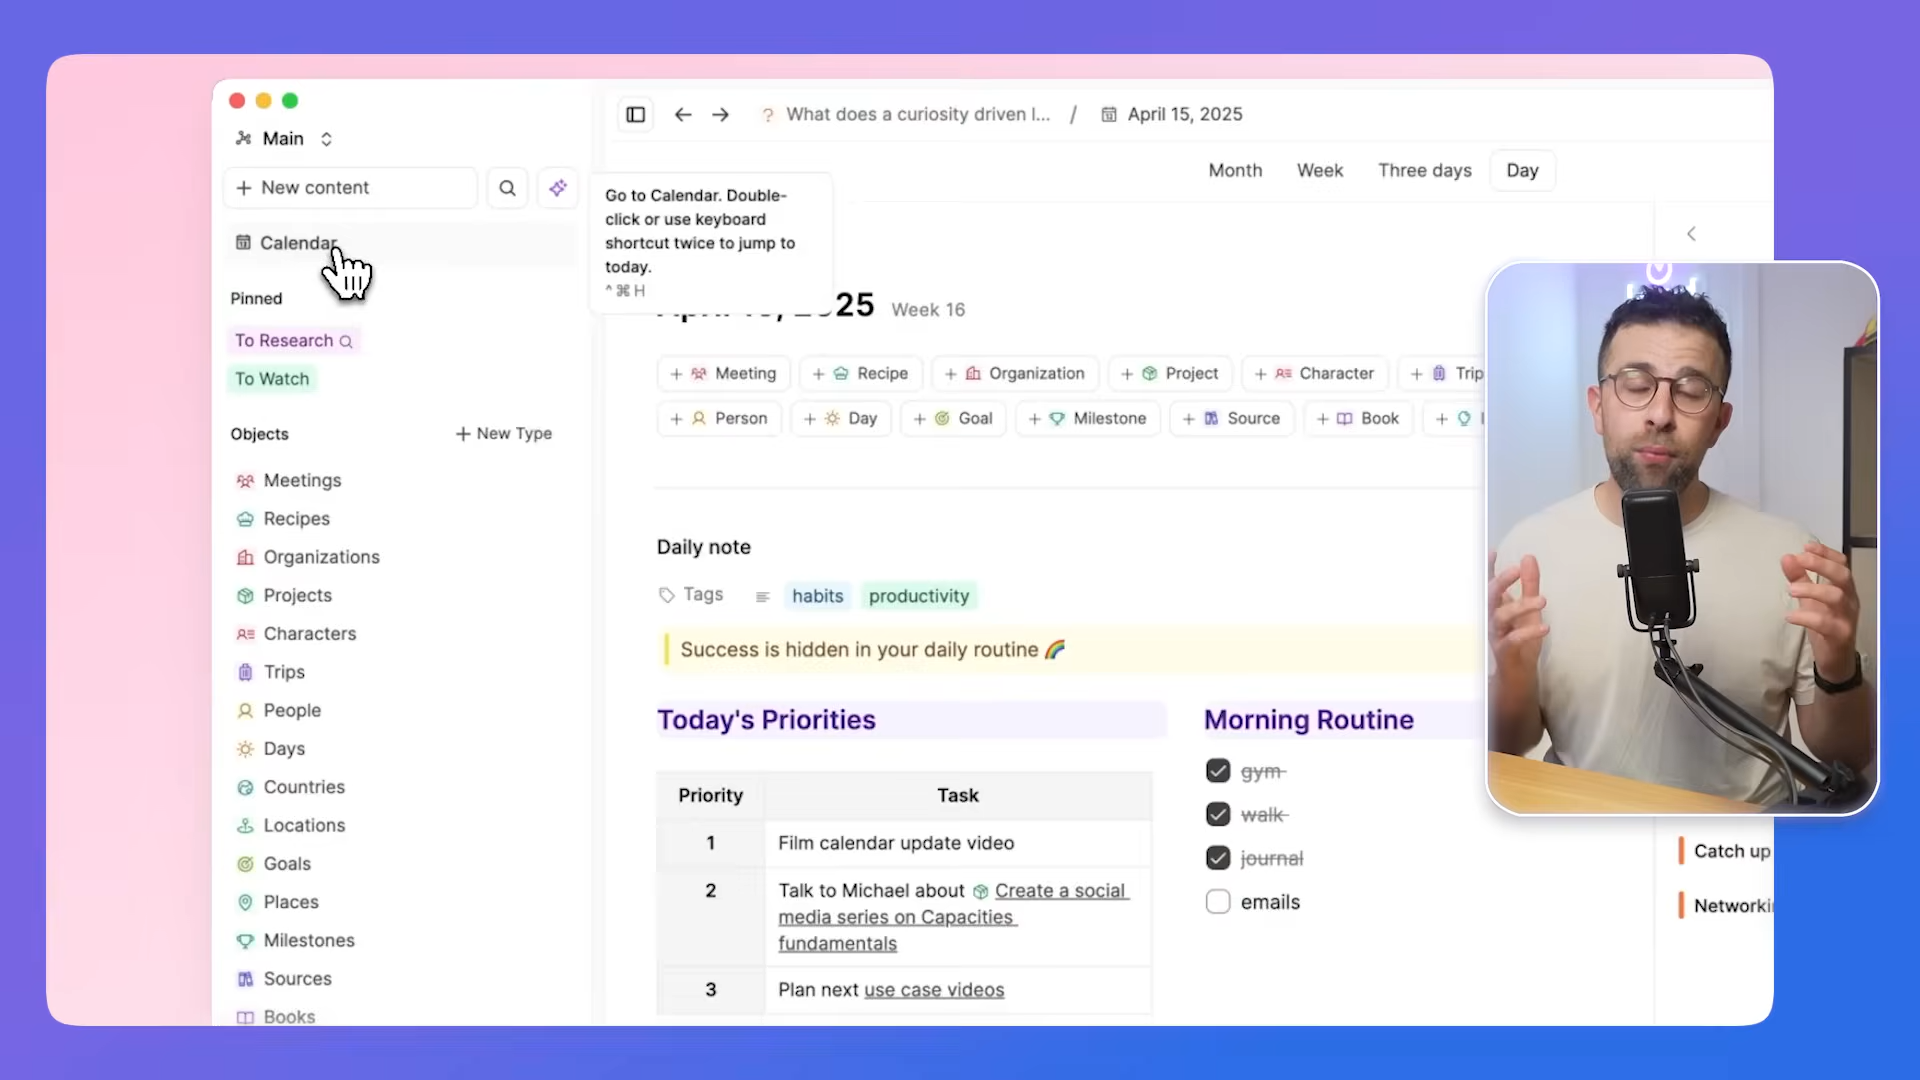 Main
What does a curiosity driven l... / April 15, 2025
Month Week Three days Day
+ New content
Go to Calendar. Double-
click or use keyboard
shortcut twice to jump to
today.
^ ⌘ H
Calendar
Pinned
To Research
To Watch
Objects
+ New Type
Meetings
Recipes
Organizations
Projects
Characters
Trips
People
Days
Countries
Locations
Goals
Places
Milestones
Sources
Books
25 Week 16
+ Meeting + Recipe + Organization + Project + Character + Trip
+ Person + Day + Goal + Milestone + Source + Book +
Daily note
Tags habits productivity
Success is hidden in your daily routine 🌈
Today's Priorities
Priority Task
1 Film calendar update video
2 Talk to Michael about Create a social
media series on Capacities
fundamentals
3 Plan next use case videos
Morning Routine
gym
walk
journal
emails
Catch up